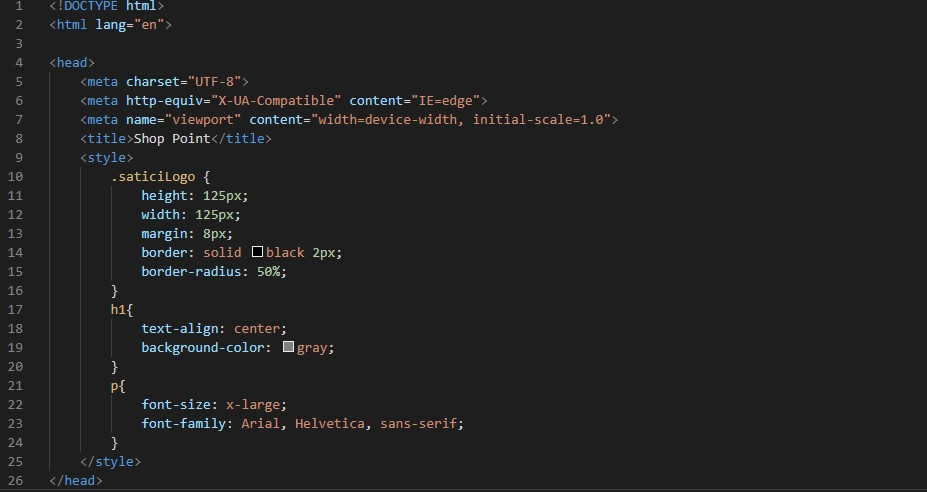 1 <!DOCTYPE html>
2 <html lang="en">
3
4 <head>
5     <meta charset="UTF-8">
6     <meta http-equiv="X-UA-Compatible" content="IE=edge">
7     <meta name="viewport" content="width=device-width, initial-scale=1.0">
8     <title>Shop Point</title>
9     <style>
10         .saticiLogo {
11             height: 125px;
12             width: 125px;
13             margin: 8px;
14             border: solid black 2px;
15             border-radius: 50%;
16         }
17         h1{
18             text-align: center;
19             background-color: gray;
20         }
21         p{
22             font-size: x-large;
23             font-family: Arial, Helvetica, sans-serif;
24         }
25     </style>
26 </head>